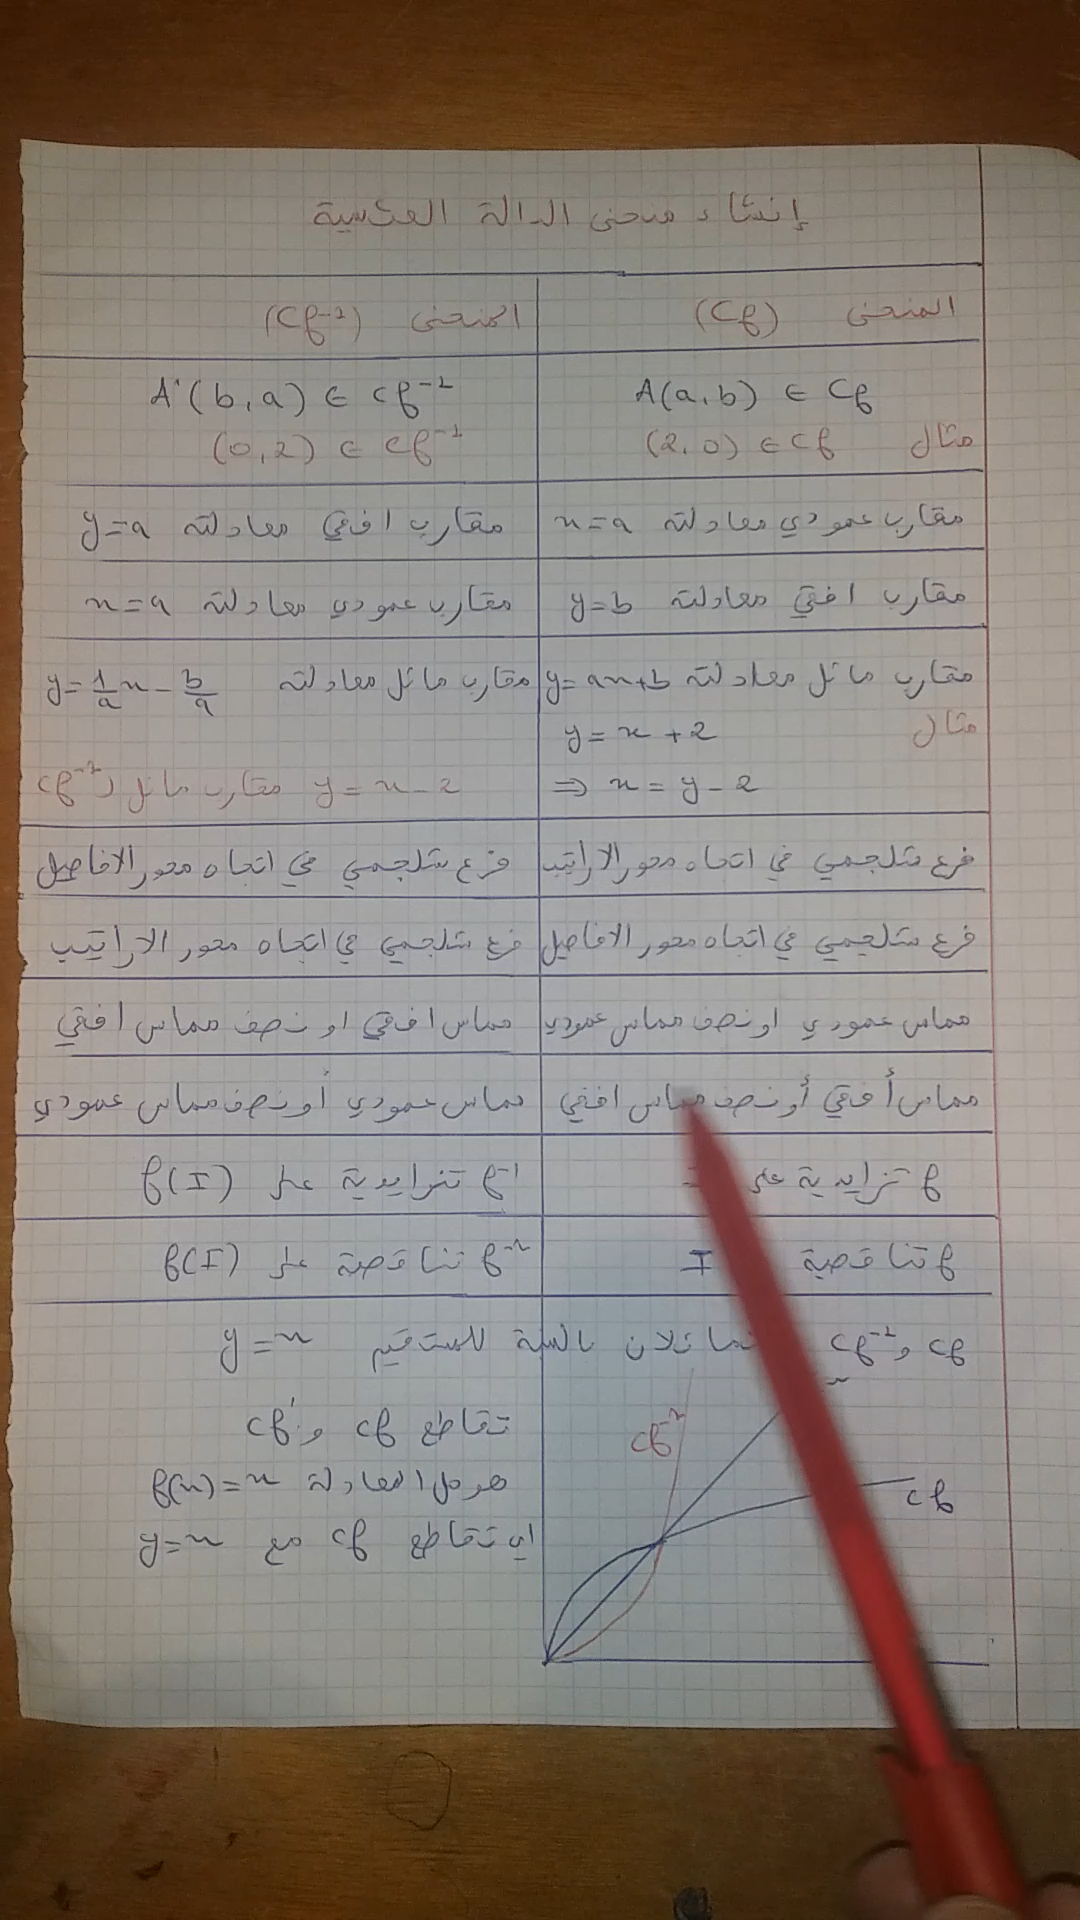 إنشاء منحنى الدالة العكسية
المنحنى (Cf) المنحنى (Cf⁻¹)
A(a,b) ∈ Cf A'(b,a) ∈ Cf⁻¹
مثال (2,0) ∈ Cf (0,2) ∈ Cf⁻¹
مقارب عمودي معادلته x=a مقارب افقي معادلته y=a
مقارب افقي معادلته y=b مقارب عمودي معادلته x=a
مقارب مائل معادلته y=ax+b مقارب مائل معادلته y=1/a x - b/a
مثال y = x + 2
⇒ x = y - 2 y = x - 2 مقارب مائل لـ Cf⁻¹
فرع شلجمي في اتجاه محور الاراتيب فرع شلجمي في اتجاه محور الافاصيل
فرع شلجمي في اتجاه محور الافاصيل فرع شلجمي في اتجاه محور الاراتيب
مماس عمودي او نصف مماس عمودي مماس افقي او نصف مماس افقي
مماس أفقي أو نصف مماس افقي مماس عمودي أو نصف مماس عمودي
f تزايدية على f⁻¹ تزايدية على f(I)
f تناقصية I f⁻¹ تناقصية على f(I)
Cf و Cf⁻¹ بالنسبة للمستقيم y=x
تقاطع Cf و Cf'
هو حل المعادلة f(x)=x
اي تقاطع Cf مع y=x
Cf⁻¹
Cf